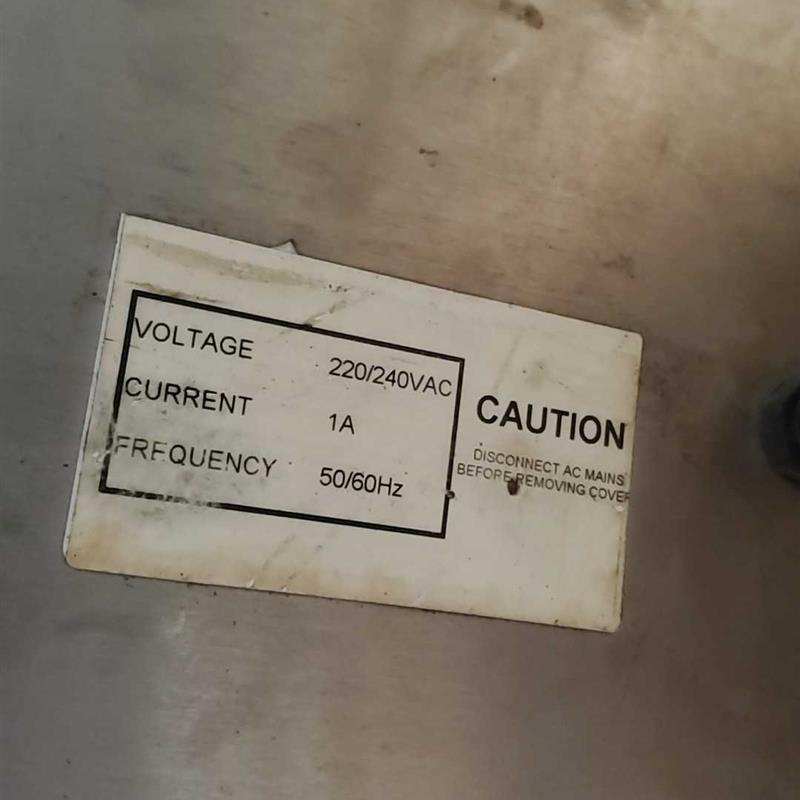 VOLTAGE 220/240VAC
CURRENT 1A
FREQUENCY 50/60Hz
CAUTION
DISCONNECT AC MAINS
BEFORE REMOVING COVER